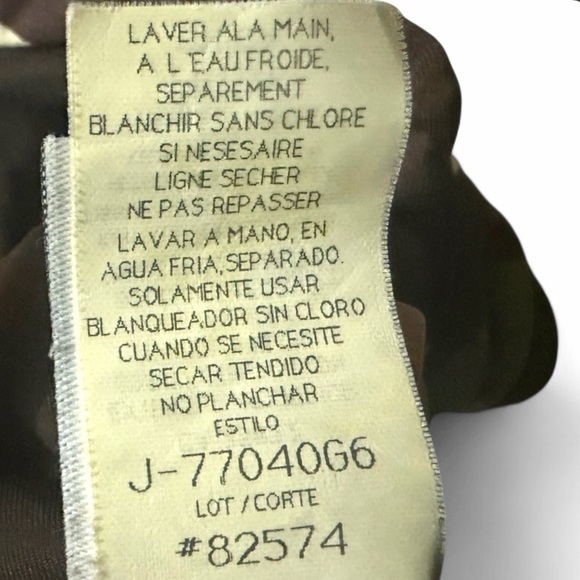 LAVER ALA MAIN,
A L'EAU FROIDE,
SEPAREMENT
BLANCHIR SANS CHLORE
SI NESESAIRE
LIGNE SECHER
NE PAS REPASSER
LAVAR A MANO, EN
AGUA FRIA, SEPARADO.
SOLAMENTE USAR
BLANQUEADOR SIN CLORO
CUANDO SE NECESITE
SECAR TENDIDO
NO PLANCHAR
ESTILO
J-77040G6
LOT / CORTE
#82574